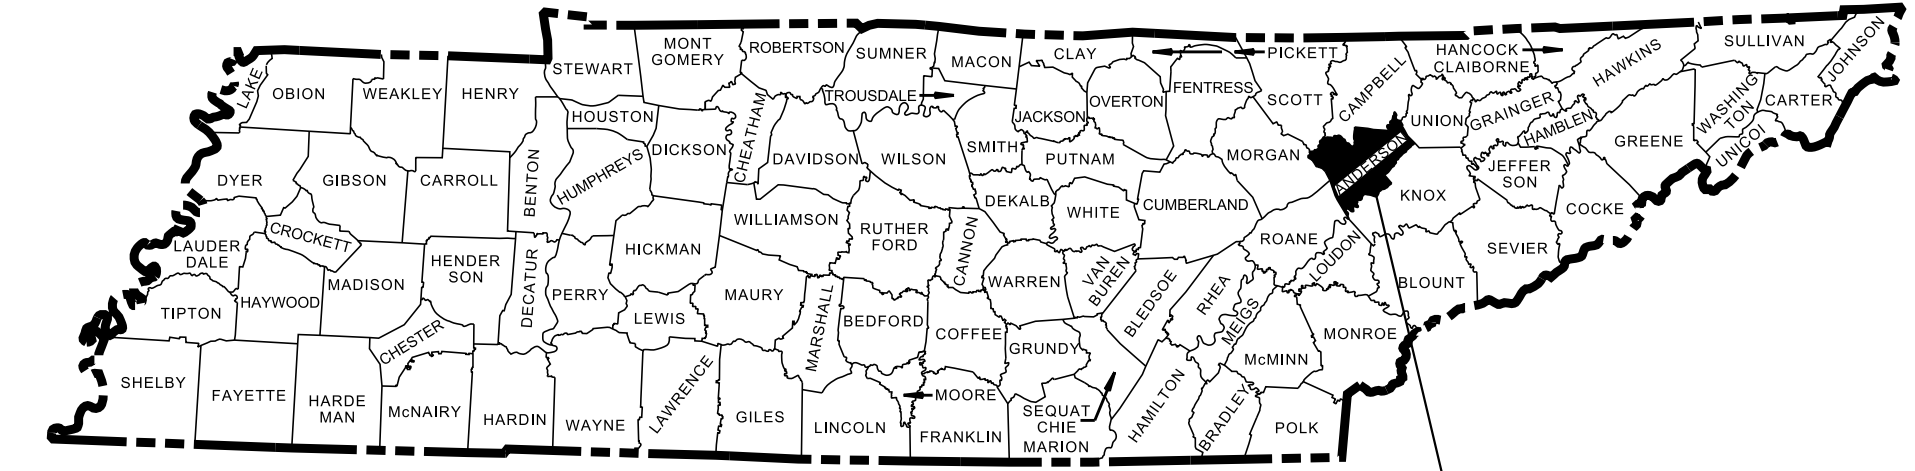 LAKE
OBION
WEAKLEY
HENRY
STEWART
MONT
GOMERY
ROBERTSON
SUMNER
MACON
CLAY
PICKETT
HANCOCK
CLAIBORNE
HAWKINS
SULLIVAN
JOHNSON
CARTER
WASHING
TON
UNICOI
GREENE
HAMBLEN
GRAINGER
UNION
CAMPBELL
SCOTT
FENTRESS
OVERTON
JACKSON
TROUSDALE
HOUSTON
DICKSON
CHEATHAM
DAVIDSON
WILSON
SMITH
PUTNAM
MORGAN
ANDERSON
KNOX
JEFFER
SON
COCKE
SEVIER
DYER
GIBSON
CARROLL
BENTON
HUMPHREYS
WILLIAMSON
RUTHER
FORD
CANNON
DEKALB
WHITE
CUMBERLAND
ROANE
LOUDON
BLOUNT
LAUDER
DALE
CROCKETT
HENDER
SON
DECATUR
HICKMAN
TIPTON
HAYWOOD
MADISON
PERRY
LEWIS
MAURY
MARSHALL
BEDFORD
COFFEE
WARREN
VAN
BUREN
BLEDSOE
RHEA
MEIGS
McMINN
MONROE
GRUNDY
CHESTER
SHELBY
FAYETTE
HARDE
MAN
McNAIRY
HARDIN
WAYNE
LAWRENCE
GILES
LINCOLN
MOORE
FRANKLIN
SEQUAT
CHIE
MARION
HAMILTON
BRADLEY
POLK